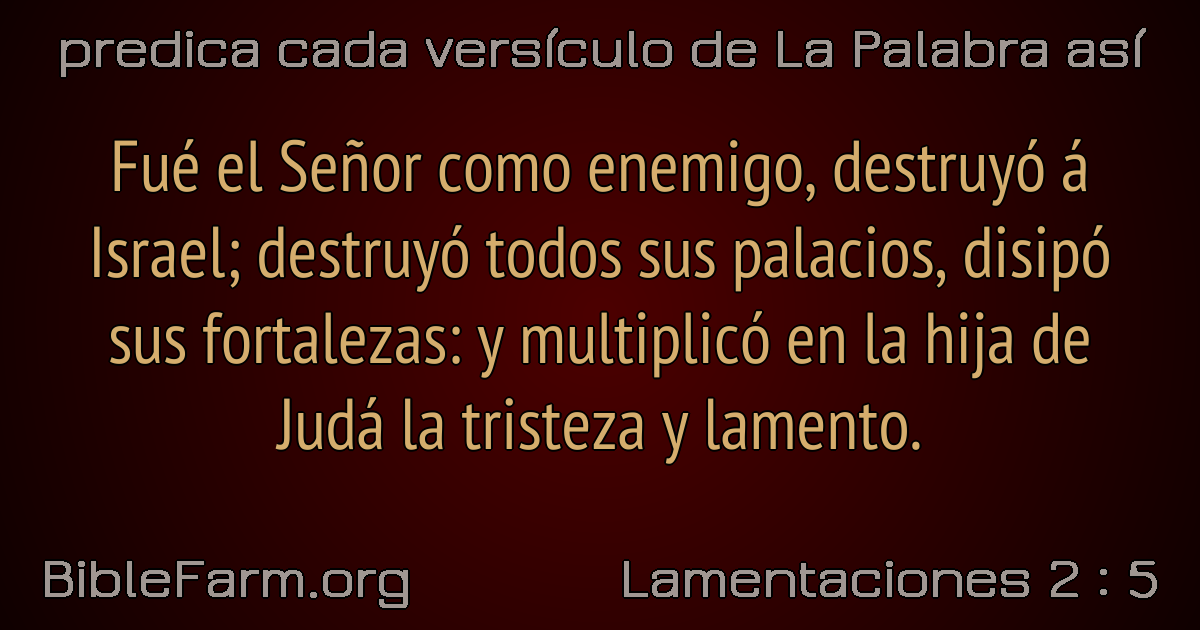 predica cada versículo de La Palabra así
Fué el Señor como enemigo, destruyó á
Israel; destruyó todos sus palacios, disipó
sus fortalezas: y multiplicó en la hija de
Judá la tristeza y lamento.
BibleFarm.org
Lamentaciones 2 : 5